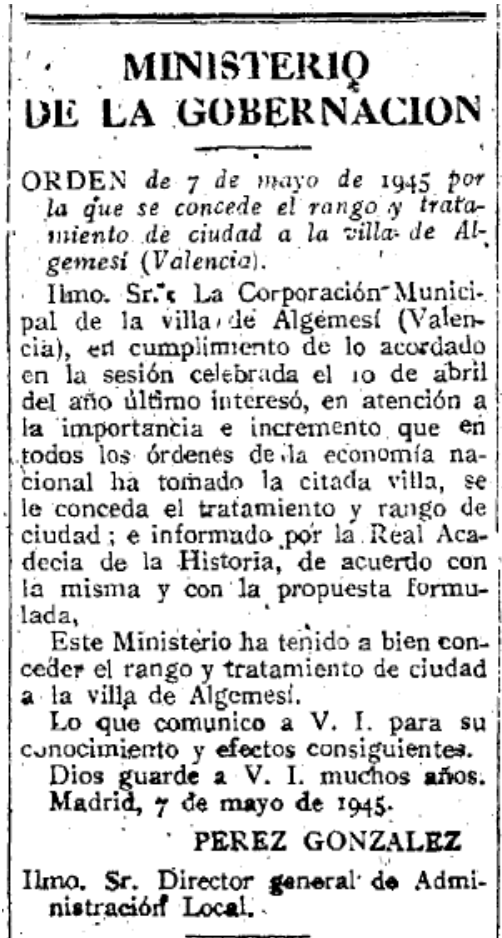 MINISTERIO
DE LA GOBERNACION
ORDEN de 7 de mayo de 1945 por
la que se concede el rango y trata-
miento de ciudad a la villa de Al-
gemesí (Valencia).
Ilmo. Sr.: La Corporación Munici-
pal de la villa de Algemesí (Valen-
cia), en cumplimiento de lo acordado
en la sesión celebrada el 10 de abril
del año último interesó, en atención a
la importancia e incremento que en
todos los órdenes de la economía na-
cional ha tomado la citada villa, se
le conceda el tratamiento y rango de
ciudad; e informado por la Real Aca-
decia de la Historia, de acuerdo con
la misma y con la propuesta formu-
lada,
Este Ministerio ha tenido a bien con-
ceder el rango y tratamiento de ciudad
a la villa de Algemesí.
Lo que comunico a V. I. para su
conocimiento y efectos consiguientes.
Dios guarde a V. I. muchos años.
Madrid, 7 de mayo de 1945.
PEREZ GONZALEZ
Ilmo. Sr. Director general de Admi-
nistración Local.